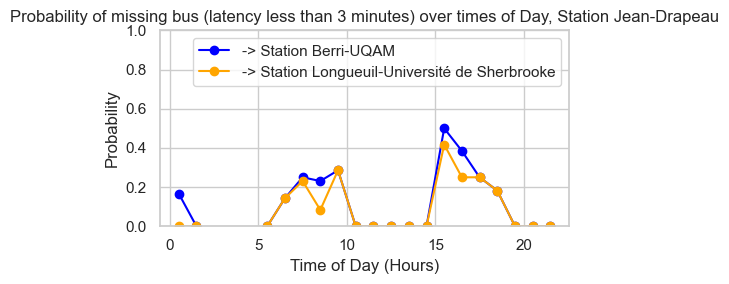 Probability of missing bus (latency less than 3 minutes) over times of Day, Station Jean-Drapeau
1.0
-> Station Berri-UQAM
0.8
-> Station Longueuil-Université de Sherbrooke
0.6
Probability
0.4
0.2
0.0
0 5 10 15 20
Time of Day (Hours)